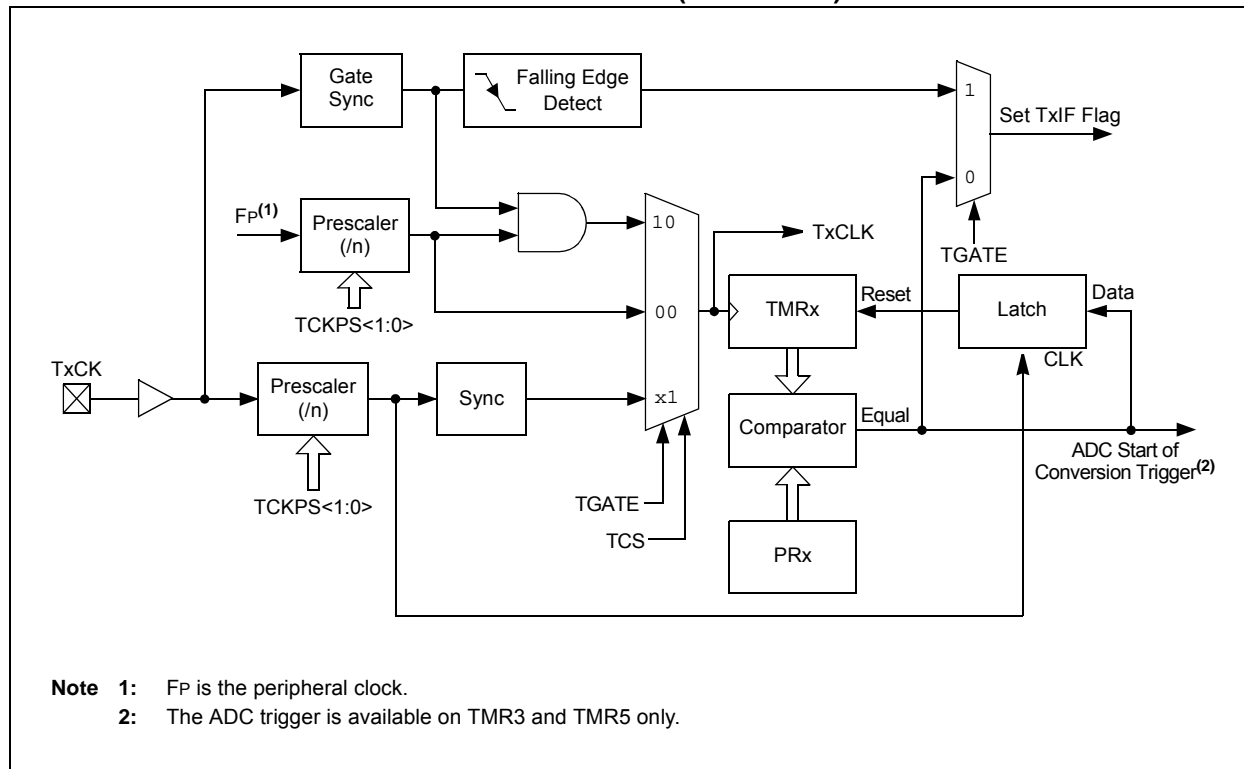 Gate
Sync
Falling Edge
Detect
1
Set TxIF Flag
0
TGATE
FP(1)
Prescaler
(/n)
TCKPS<1:0>
10
00
x1
TxCLK
TMRx
Reset
Latch
Data
CLK
TxCK
Prescaler
(/n)
TCKPS<1:0>
Sync
TGATE
TCS
Comparator
Equal
ADC Start of
Conversion Trigger(2)
PRx
Note 1: FP is the peripheral clock.
2: The ADC trigger is available on TMR3 and TMR5 only.